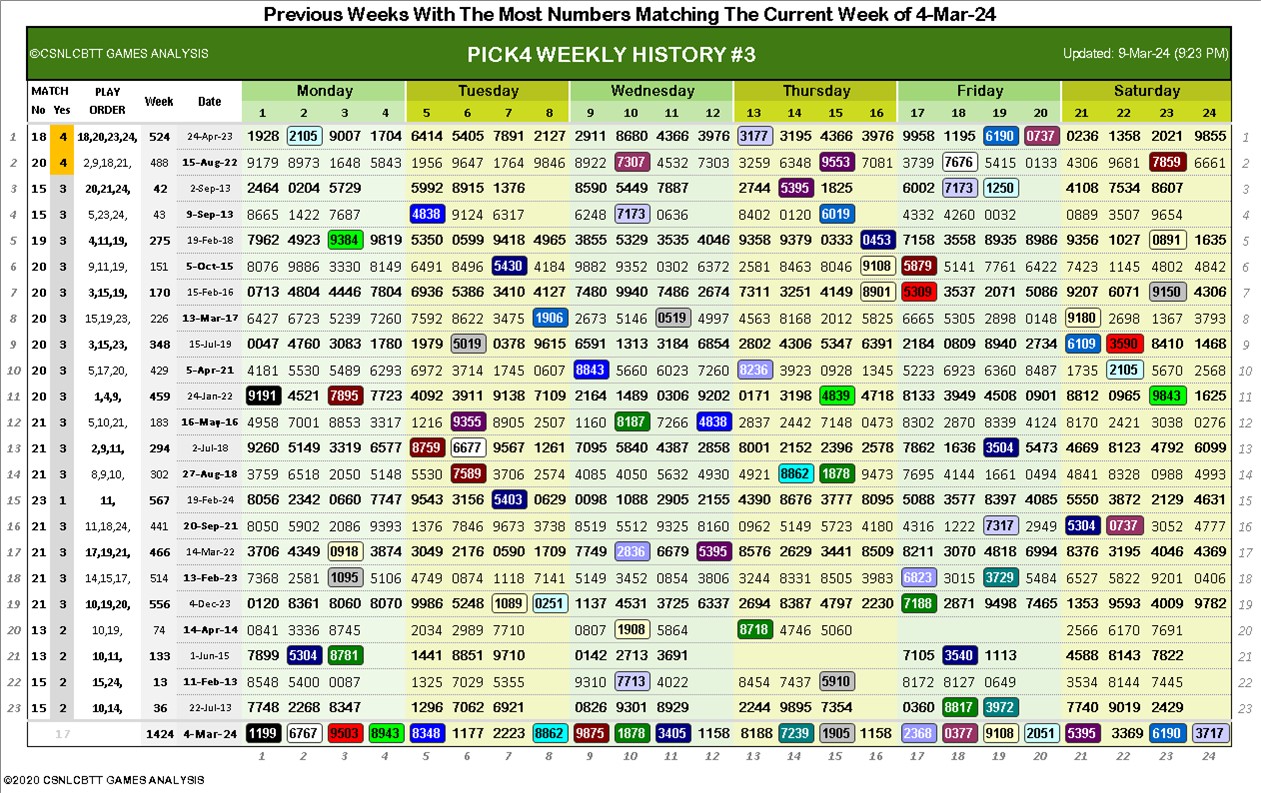 Previous Weeks With The Most Numbers Matching The Current Week of 4-Mar-24
©CSNLCBTT GAMES ANALYSIS PICK4 WEEKLY HISTORY #3 Updated: 9-Mar-24 (9:23 PM)
MATCH PLAY Week Date Monday Tuesday Wednesday Thursday Friday Saturday
No Yes ORDER 1 2 3 4 5 6 7 8 9 10 11 12 13 14 15 16 17 18 19 20 21 22 23 24
1 18 4 18,20,23,24, 524 24-Apr-23 1928 2105 9007 1704 6414 5405 7891 2127 2911 8680 4366 3976 3177 3195 4366 3976 9958 1195 6190 0737 0236 1358 2021 9855 1
2 20 4 2,9,18,21, 488 15-Aug-22 9179 8973 1648 5843 1956 9647 1764 9846 8922 7307 4532 7303 3259 6348 9553 7081 3739 7676 5415 0133 4306 9681 7859 6661 2
3 15 3 20,21,24, 42 2-Sep-13 2464 0204 5729 5992 8915 1376 8590 5449 7887 2744 5395 1825 6002 7173 1250 4108 7534 8607 3
4 15 3 5,23,24, 43 9-Sep-13 8665 1422 7687 4838 9124 6317 6248 7173 0636 8402 0120 6019 4332 4260 0032 0889 3507 9654 4
5 19 3 4,11,19, 275 19-Feb-18 7962 4923 9384 9819 5350 0599 9418 4965 3855 5329 3535 4046 9358 9379 0333 0453 7158 3558 8935 8986 9356 1027 0891 1635 5
6 20 3 9,11,19, 151 5-Oct-15 8076 9886 3330 8149 6491 8496 5430 4184 9882 9352 0302 6372 2581 8463 8046 9108 5879 5141 7761 6422 7423 1145 4802 4842 6
7 20 3 3,15,19, 170 15-Feb-16 0713 4804 4446 7804 6936 5386 3410 4127 7480 9940 7486 2674 7311 3251 4149 8901 5309 3537 2071 5086 9207 6071 9150 4306 7
8 20 3 15,19,23, 226 13-Mar-17 6427 6723 5239 7260 7592 8622 3475 1906 2673 5146 0519 4997 4563 8168 2012 5825 6665 5305 2898 0148 9180 2698 1367 3793 8
9 20 3 3,15,23, 348 15-Jul-19 0047 4760 3083 1780 1979 5019 0378 9615 6591 1313 3184 6854 2802 4306 5347 6391 2184 0809 8940 2734 6109 3590 8410 1468 9
10 20 3 5,17,20, 429 5-Apr-21 4181 5530 5489 6293 6972 3714 1745 0607 8843 5660 6023 7260 8236 3923 0928 1345 5223 6923 6360 8487 1735 2105 5670 2568 10
11 20 3 1,4,9, 459 24-Jan-22 9191 4521 7895 7723 4092 3911 9138 7109 2164 1489 0306 9202 0171 3198 4839 4718 8133 3949 4508 0901 8812 0965 9843 1625 11
12 21 3 5,10,21, 183 16-May-16 4958 7001 8853 3317 1216 9355 8905 2507 1160 8187 7266 4838 2837 2442 7148 0473 8302 2870 8339 4124 8170 2421 3038 0276 12
13 21 3 2,9,11, 294 2-Jul-18 9260 5149 3319 6577 8759 6677 9567 1261 7095 5840 4387 2858 8001 2152 2396 2578 7862 1636 3504 5473 4669 8123 4792 6099 13
14 21 3 8,9,10, 302 27-Aug-18 3759 6518 2050 5148 5530 7589 3706 2574 4085 4050 5632 4930 4921 8862 1878 9473 7695 4144 1661 0494 4841 8328 0988 4993 14
15 23 1 11, 567 19-Feb-24 8056 2342 0660 7747 9543 3156 5403 0629 0098 1088 2905 2155 4390 8676 3777 8095 5088 3577 8397 4085 5550 3872 2129 4631 15
16 21 3 11,18,24, 441 20-Sep-21 8050 5902 2086 9393 1376 7846 9673 3738 8519 5512 9325 8160 0962 5149 5723 4180 4316 1222 7317 2949 5304 0737 3052 4777 16
17 21 3 17,19,21, 466 14-Mar-22 3706 4349 0918 3874 3049 2176 0590 1709 7749 2836 6679 5395 8576 2629 3441 8509 8211 3070 4818 6994 8376 3195 4046 4369 17
18 21 3 14,15,17, 514 13-Feb-23 7368 2581 1095 5106 4749 0874 1118 7141 5149 3452 0854 3806 3244 8331 8505 3983 6823 3015 3729 5484 6527 5822 9201 0406 18
19 21 3 10,19,20, 556 4-Dec-23 0120 8361 8060 8070 9986 5248 1089 0251 1137 4531 3725 6337 2694 8387 4797 2230 7188 2871 9498 7465 1353 9593 4009 9782 19
20 13 2 10,19, 74 14-Apr-14 0841 3336 8745 2034 2989 7710 0807 1908 5864 8718 4746 5060 2566 6170 7691 20
21 13 2 10,11, 133 1-Jun-15 7899 5304 8781 1441 8851 9710 0142 2713 3691 7105 3540 1113 4588 8143 7822 21
22 15 2 15,24, 13 11-Feb-13 8548 5400 0087 1325 7029 5355 9310 7713 4022 8454 7437 5910 8172 8127 0649 3534 8144 7445 22
23 15 2 10,14, 36 22-Jul-13 7748 2268 8347 1296 7062 6921 0826 9301 8929 2244 9895 7354 0360 8817 3972 7740 9019 2429 23
17 1424 4-Mar-24 1199 6767 9503 8943 8348 1177 2223 8862 9875 1878 3405 1158 8188 7239 1905 1158 2368 0377 9108 2051 5395 3369 6190 3717
1 2 3 4 5 6 7 8 9 10 11 12 13 14 15 16 17 18 19 20 21 22 23 24
©2020 CSNLCBTT GAMES ANALYSIS